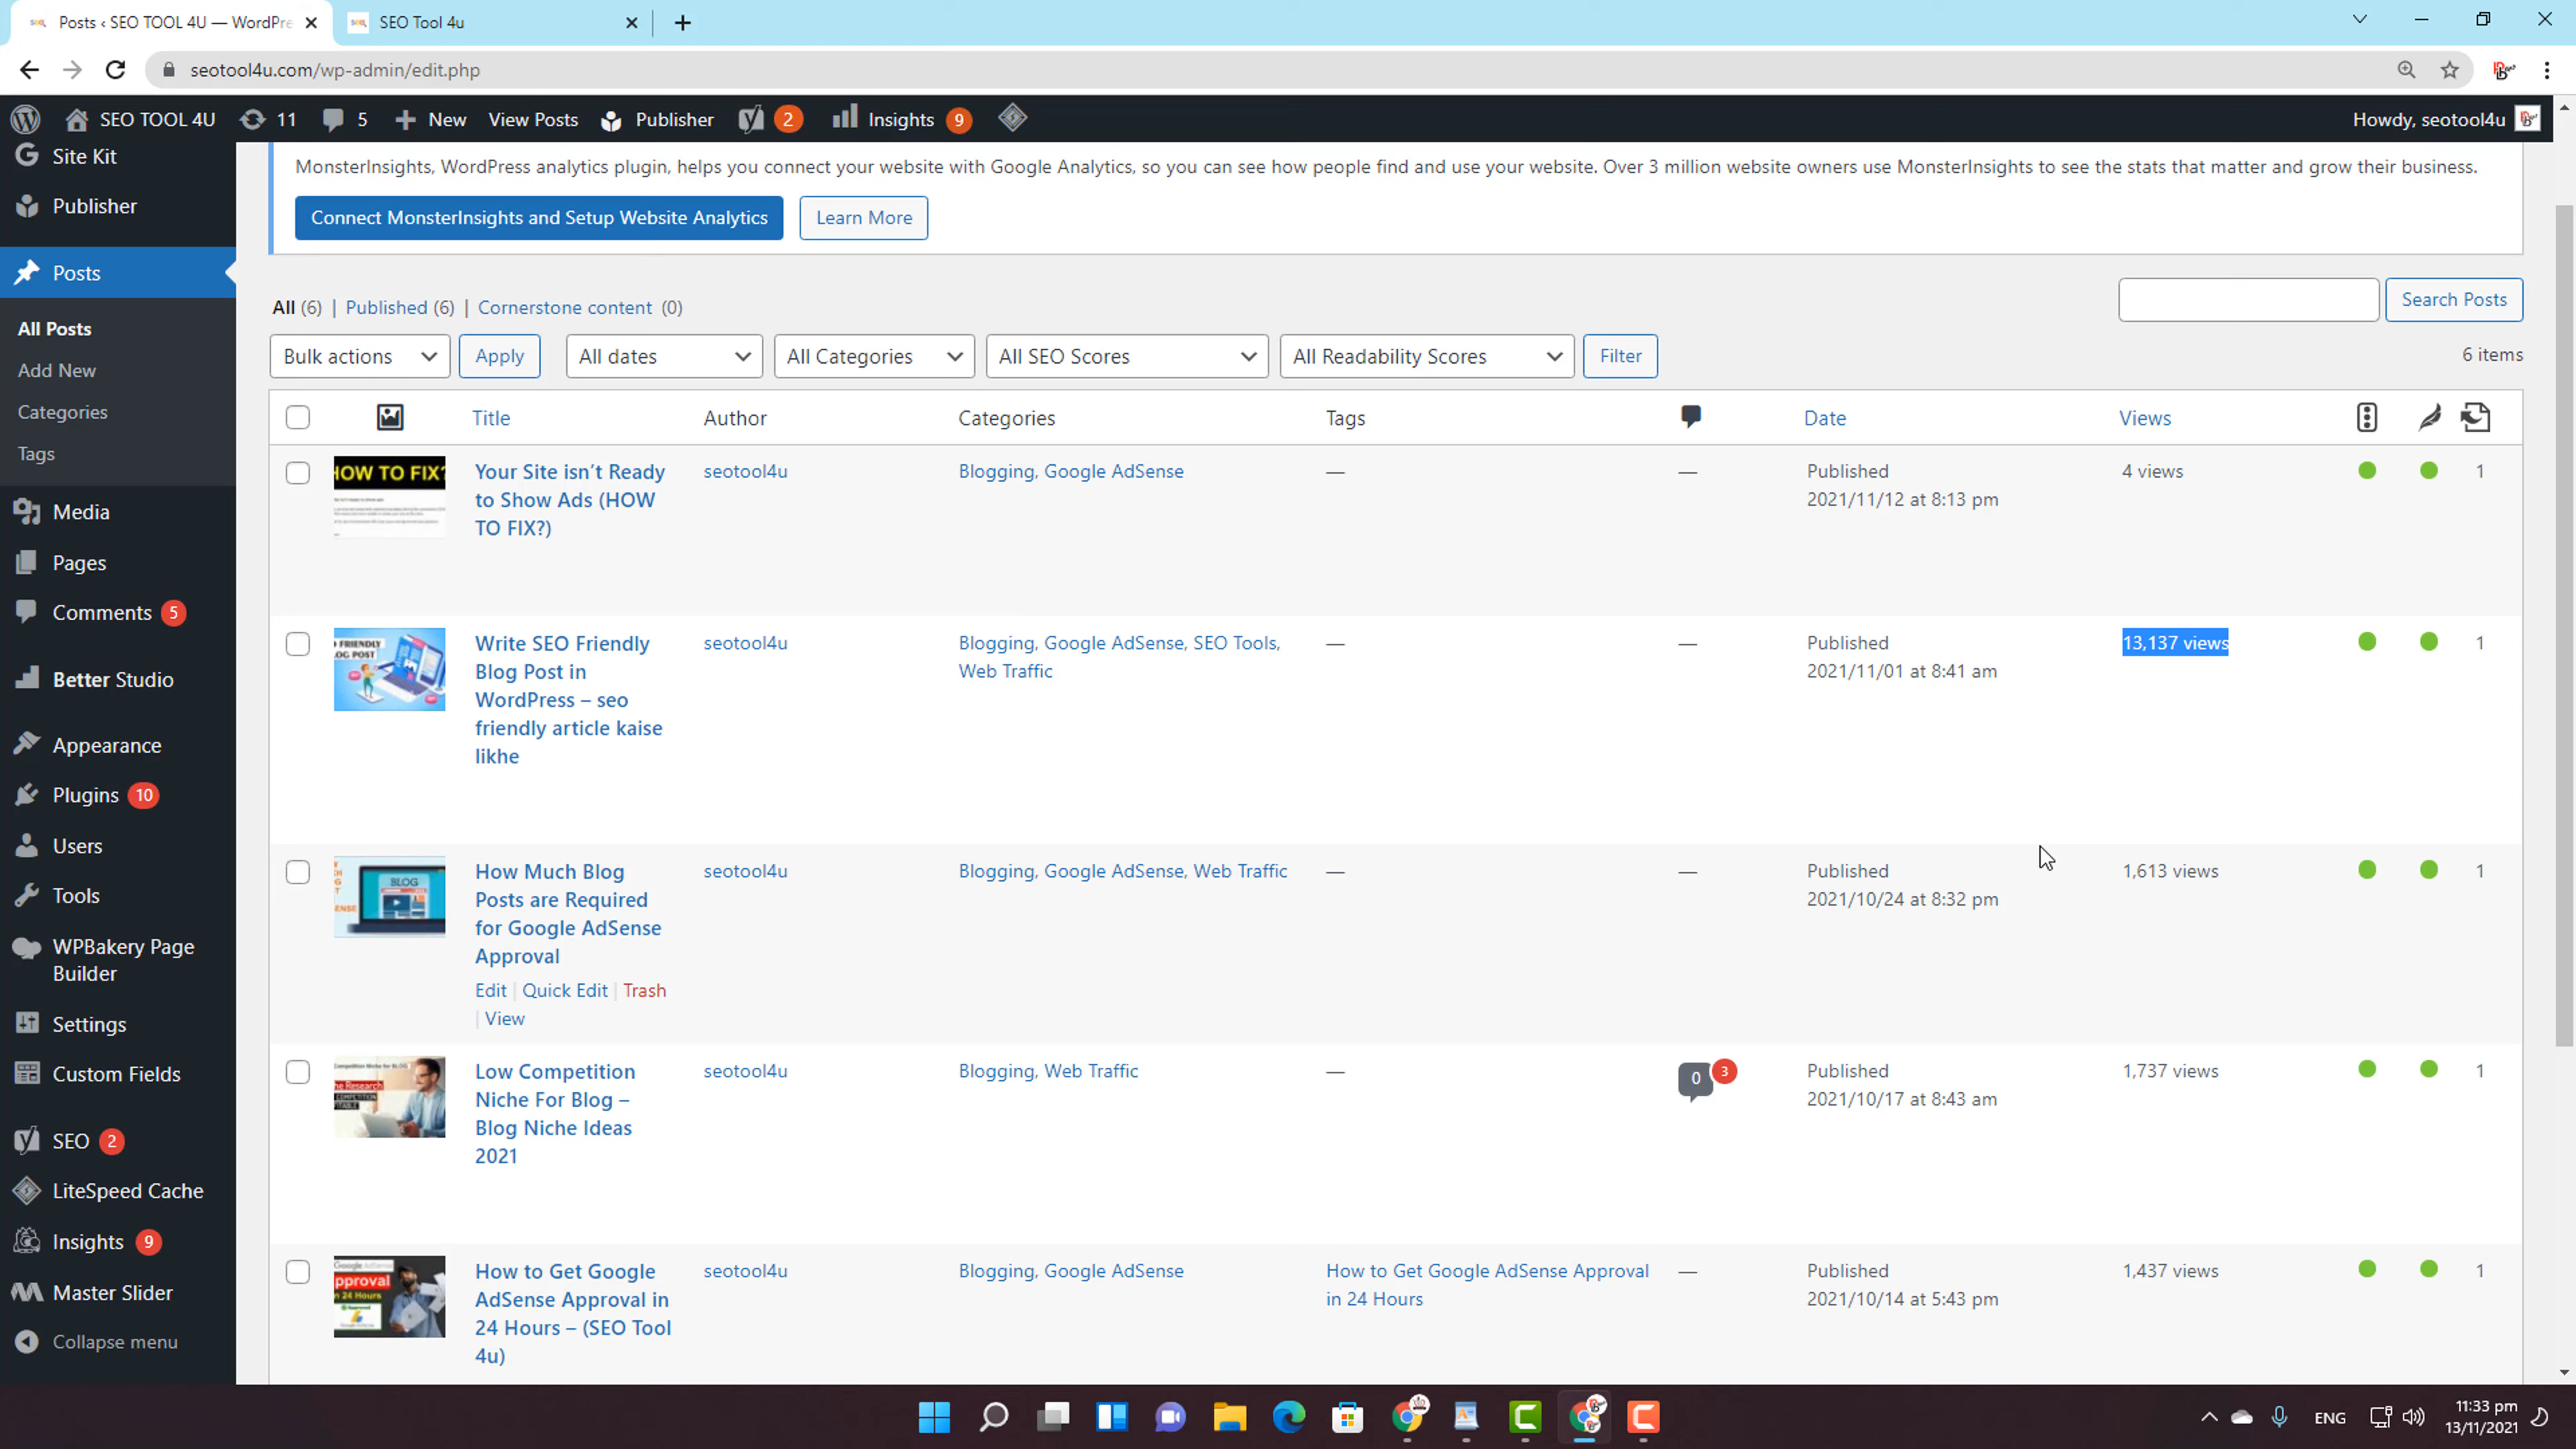 Posts ‹ SEO TOOL 4U — WordPre
SEO Tool 4u
seotool4u.com/wp-admin/edit.php
SEO TOOL 4U 11 5 New View Posts Publisher 2 Insights 9
Howdy, seotool4u
Site Kit
Publisher
Posts
All Posts
Add New
Categories
Tags
Media
Pages
Comments 5
Better Studio
Appearance
Plugins 10
Users
Tools
WPBakery Page
Builder
Settings
Custom Fields
SEO 2
LiteSpeed Cache
Insights 9
Master Slider
Collapse menu
MonsterInsights, WordPress analytics plugin, helps you connect your website with Google Analytics, so you can see how people find and use your website. Over 3 million website owners use MonsterInsights to see the stats that matter and grow their business.
Connect MonsterInsights and Setup Website Analytics Learn More
All (6) | Published (6) | Cornerstone content (0)
Search Posts
Bulk actions Apply All dates All Categories All SEO Scores All Readability Scores Filter
6 items
Title Author Categories Tags Date Views
HOW TO FIX?
Your Site isn’t Ready
to Show Ads (HOW
TO FIX?)
seotool4u
Blogging, Google AdSense
—
—
Published
2021/11/12 at 8:13 pm
4 views
1
FRIENDLY
OG POST
Write SEO Friendly
Blog Post in
WordPress – seo
friendly article kaise
likhe
seotool4u
Blogging, Google AdSense, SEO Tools,
Web Traffic
—
—
Published
2021/11/01 at 8:41 am
13,137 views
1
BLOG
How Much Blog
Posts are Required
for Google AdSense
Approval
Edit | Quick Edit | Trash
| View
seotool4u
Blogging, Google AdSense, Web Traffic
—
—
Published
2021/10/24 at 8:32 pm
1,613 views
1
Low Competition
Niche For Blog –
Blog Niche Ideas
2021
seotool4u
Blogging, Web Traffic
—
0 3
Published
2021/10/17 at 8:43 am
1,737 views
1
Google AdSense
pproval
n 24 Hours
How to Get Google
AdSense Approval in
24 Hours – (SEO Tool
4u)
seotool4u
Blogging, Google AdSense
How to Get Google AdSense Approval
in 24 Hours
—
Published
2021/10/14 at 5:43 pm
1,437 views
1
ENG
11:33 pm
13/11/2021